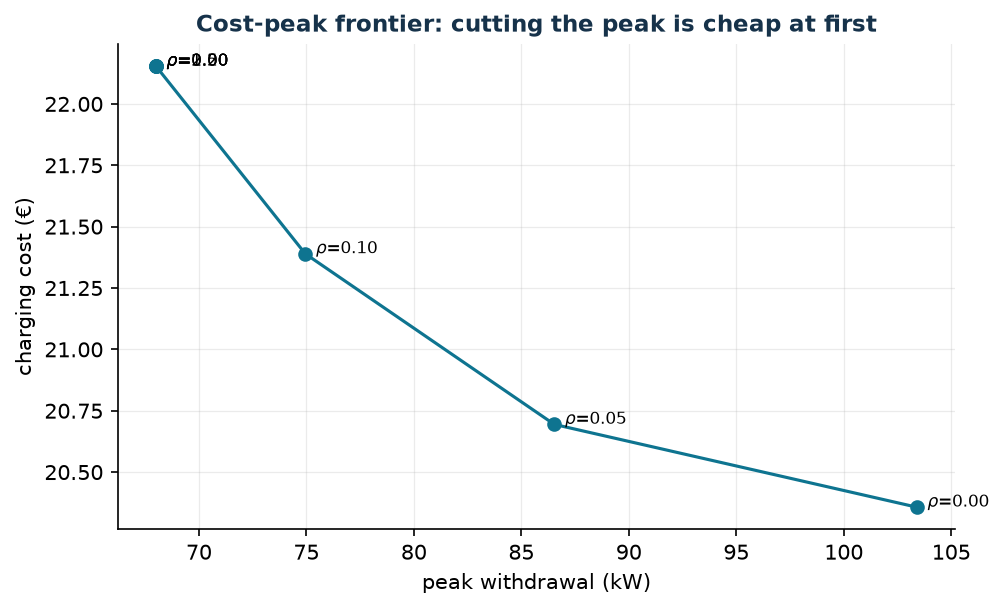 Cost-peak frontier: cutting the peak is cheap at first
22.00
21.75
21.50
21.25
21.00
20.75
20.50
charging cost (€)
ρ=0.10
ρ=0.05
ρ=0.00
70
75
80
85
90
95
100
105
peak withdrawal (kW)